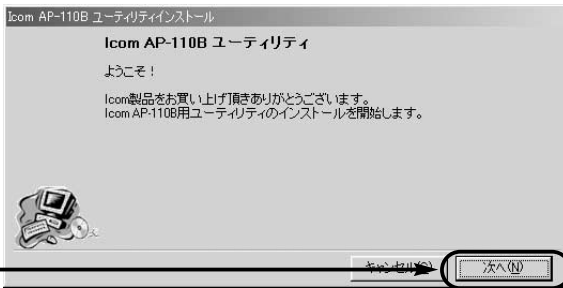 Icom AP-110B ユーティリティインストール
Icom AP-110B ユーティリティ
ようこそ！
Icom製品をお買い上げ頂きありがとうございます。
Icom AP-110B用ユーティリティのインストールを開始します。
キャンセル(C)
次へ(N)